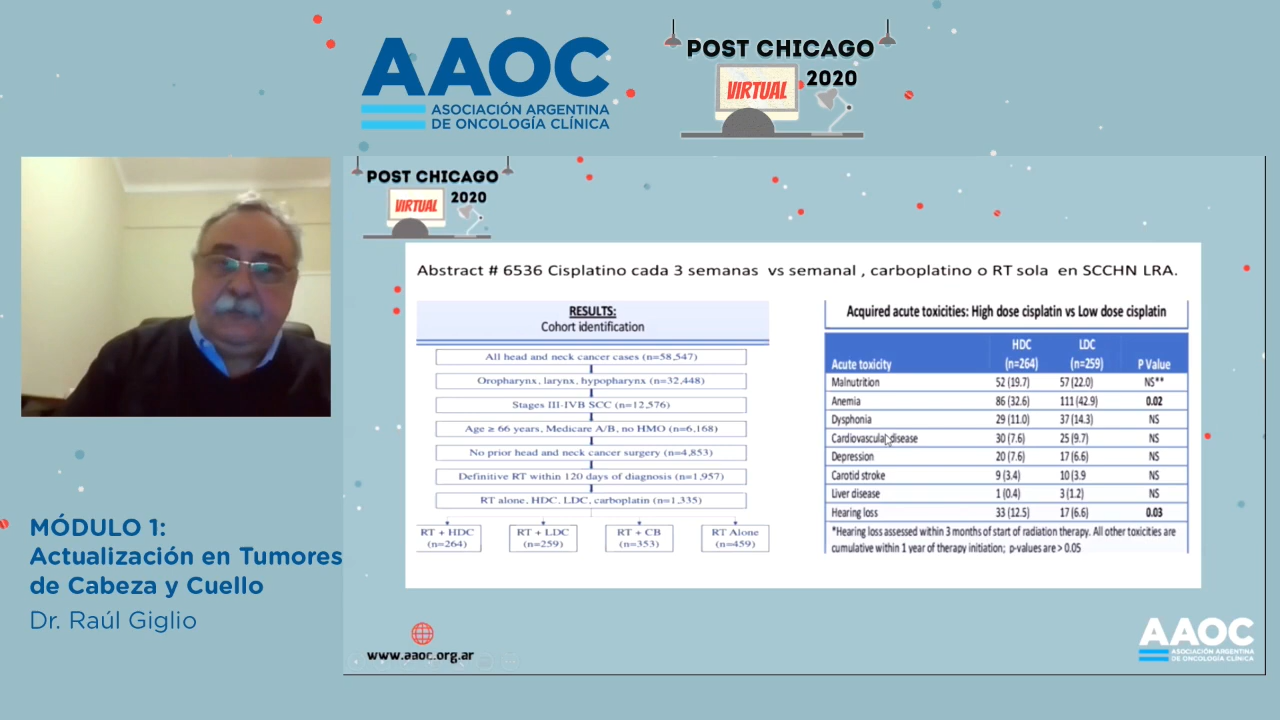 AAOC
ASOCIACIÓN ARGENTINA
DE ONCOLOGÍA CLÍNICA
POST CHICAGO
2020
VIRTUAL
POST CHICAGO
2020
VIRTUAL
Abstract # 6536 Cisplatino cada 3 semanas vs semanal , carboplatino o RT sola en SCCHN LRA.
RESULTS:
Cohort identification
All head and neck cancer cases (n=58,547)
Oropharynx, larynx, hypopharynx (n=32,448)
Stages III-IVB SCC (n=12,576)
Age ≥ 66 years, Medicare A/B, no HMO (n=6,168)
No prior head and neck cancer surgery (n=4,853)
Definitive RT within 120 days of diagnosis (n=1,957)
RT alone, HDC, LDC, carboplatin (n=1,335)
RT + HDC
(n=264)
RT + LDC
(n=259)
RT + CB
(n=353)
RT Alone
(n=459)
Acquired acute toxicities: High dose cisplatin vs Low dose cisplatin
Acute toxicity HDC (n=264) LDC (n=259) P Value
Malnutrition 52 (19.7) 57 (22.0) NS**
Anemia 86 (32.6) 111 (42.9) 0.02
Dysphonia 29 (11.0) 37 (14.3) NS
Cardiovascular disease 30 (7.6) 25 (9.7) NS
Depression 20 (7.6) 17 (6.6) NS
Carotid stroke 9 (3.4) 10 (3.9 NS
Liver disease 1 (0.4) 3 (1.2) NS
Hearing loss 33 (12.5) 17 (6.6) 0.03
*Hearing loss assessed within 3 months of start of radiation therapy. All other toxicities are
cumulative within 1 year of therapy initiation; p-values are > 0.05
MÓDULO 1:
Actualización en Tumores
de Cabeza y Cuello
Dr. Raúl Giglio
www.aaoc.org.ar
AAOC
ASOCIACIÓN ARGENTINA
DE ONCOLOGÍA CLÍNICA